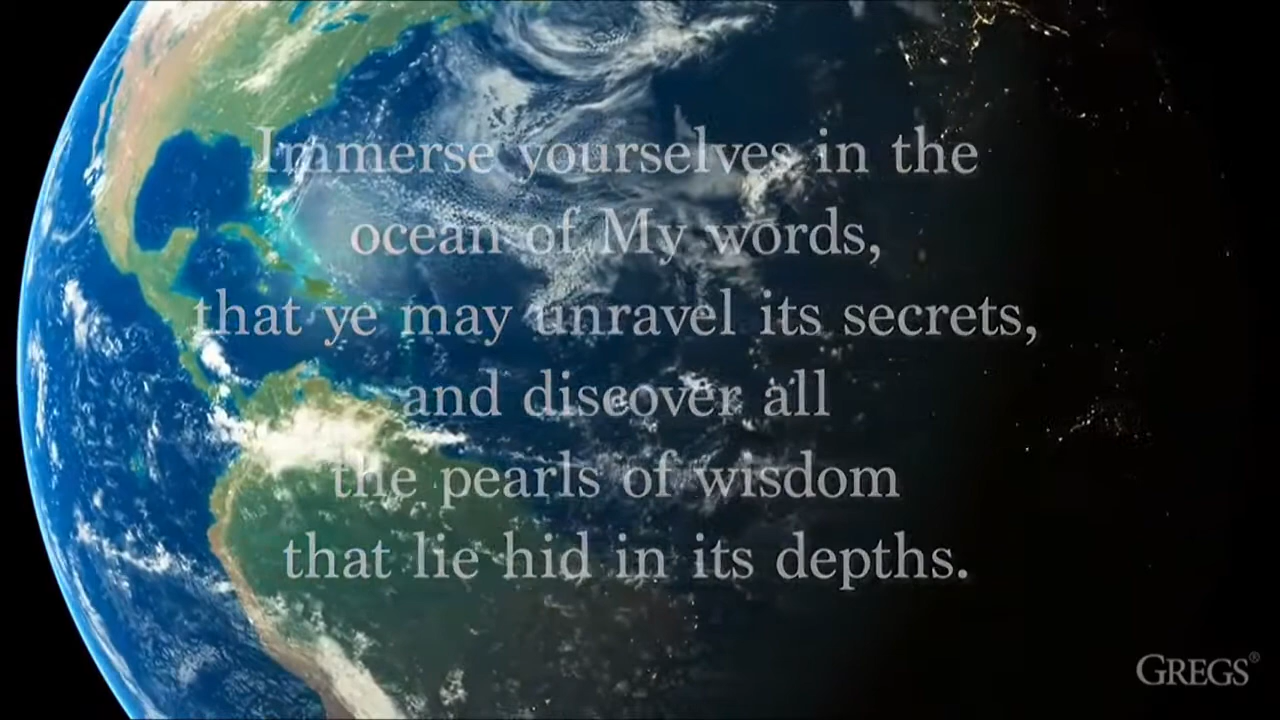 Immerse yourselves in the
ocean of My words,
that ye may unravel its secrets,
and discover all
the pearls of wisdom
that lie hid in its depths.
GREGS®